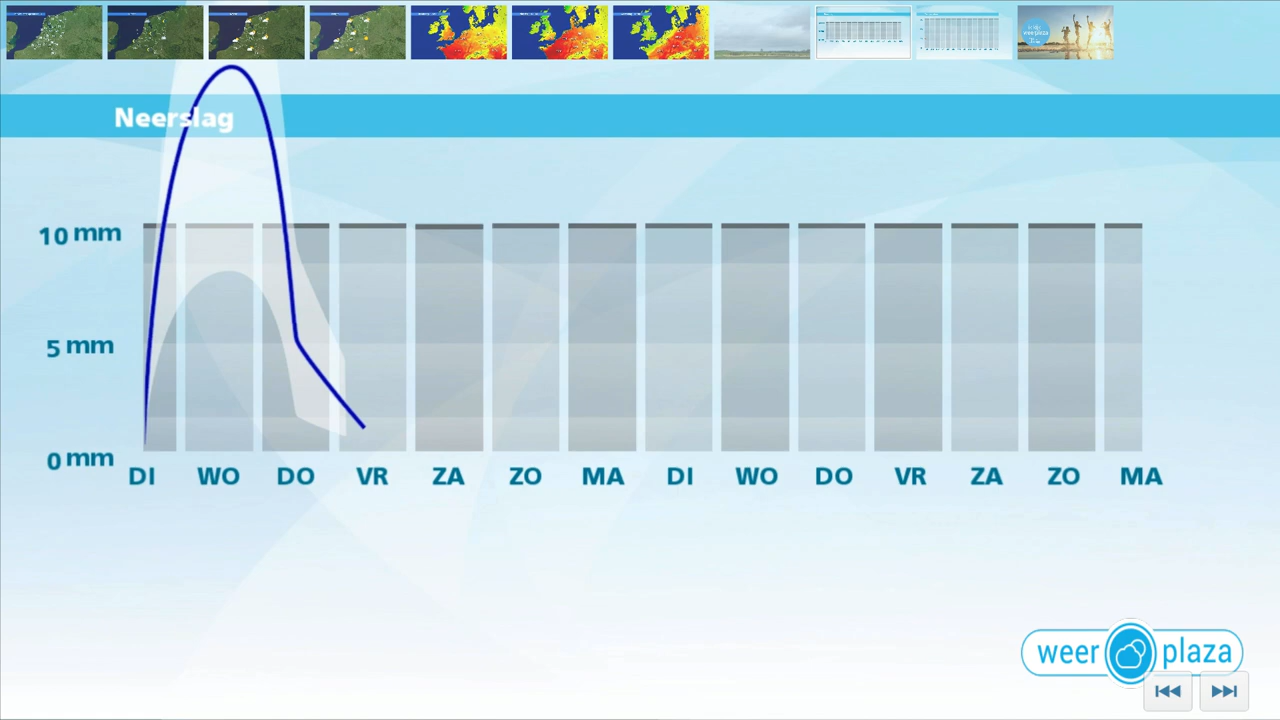 Neerslag
10 mm
5 mm
0 mm
DI WO DO VR ZA ZO MA DI WO DO VR ZA ZO MA
weer plaza